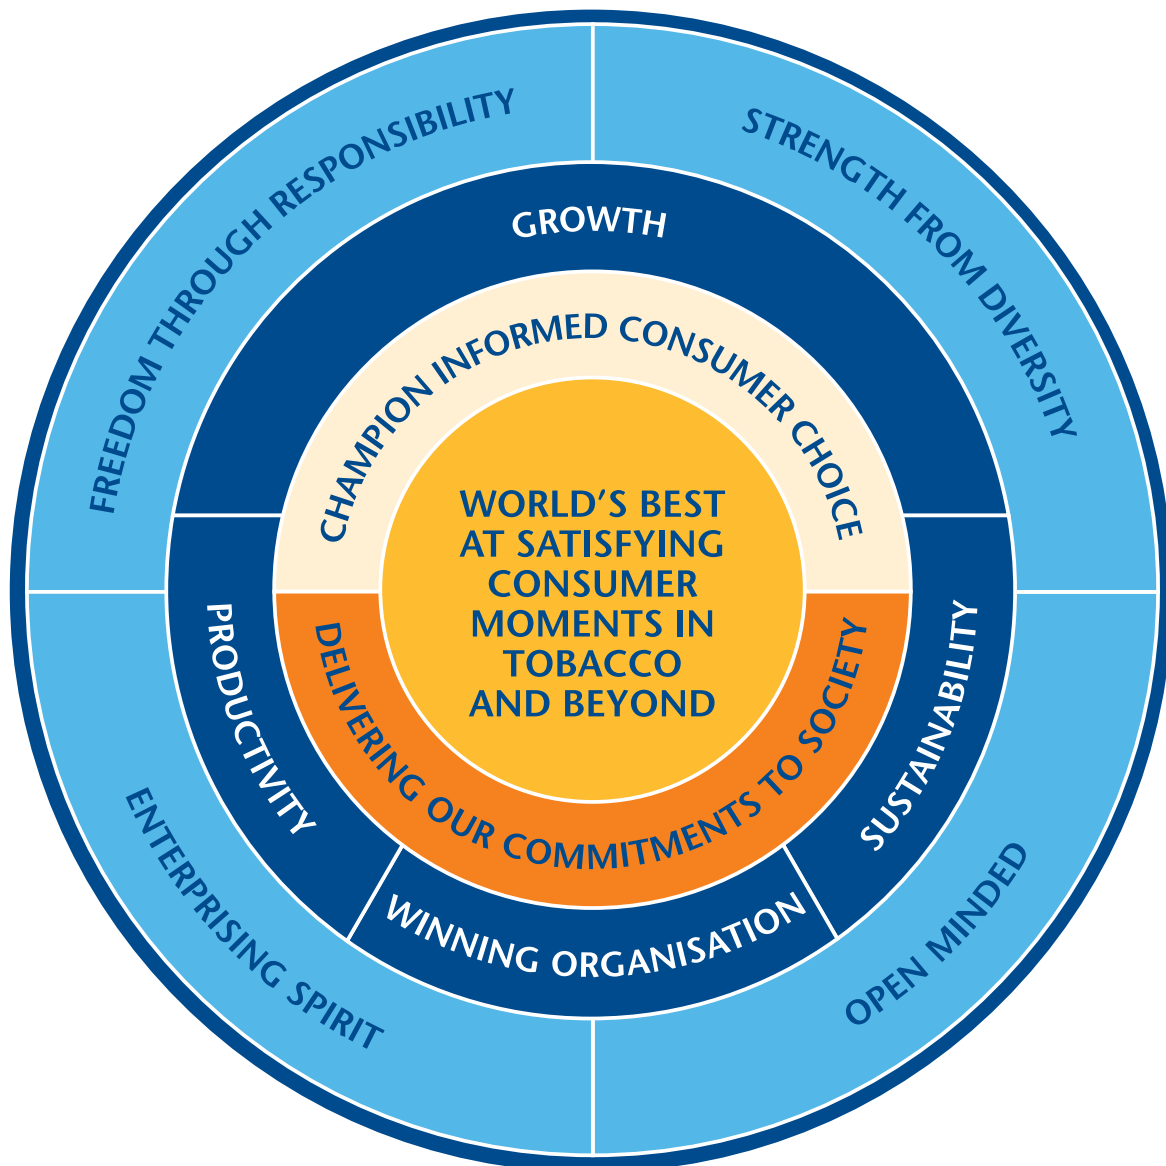 FREEDOM THROUGH RESPONSIBILITY
STRENGTH FROM DIVERSITY
GROWTH
CHAMPION INFORMED CONSUMER CHOICE
WORLD'S BEST
AT SATISFYING
CONSUMER
MOMENTS IN
TOBACCO
AND BEYOND
DELIVERING OUR COMMITMENTS TO SOCIETY
PRODUCTIVITY
WINNING ORGANISATION
SUSTAINABILITY
ENTERPRISING SPIRIT
OPEN MINDED